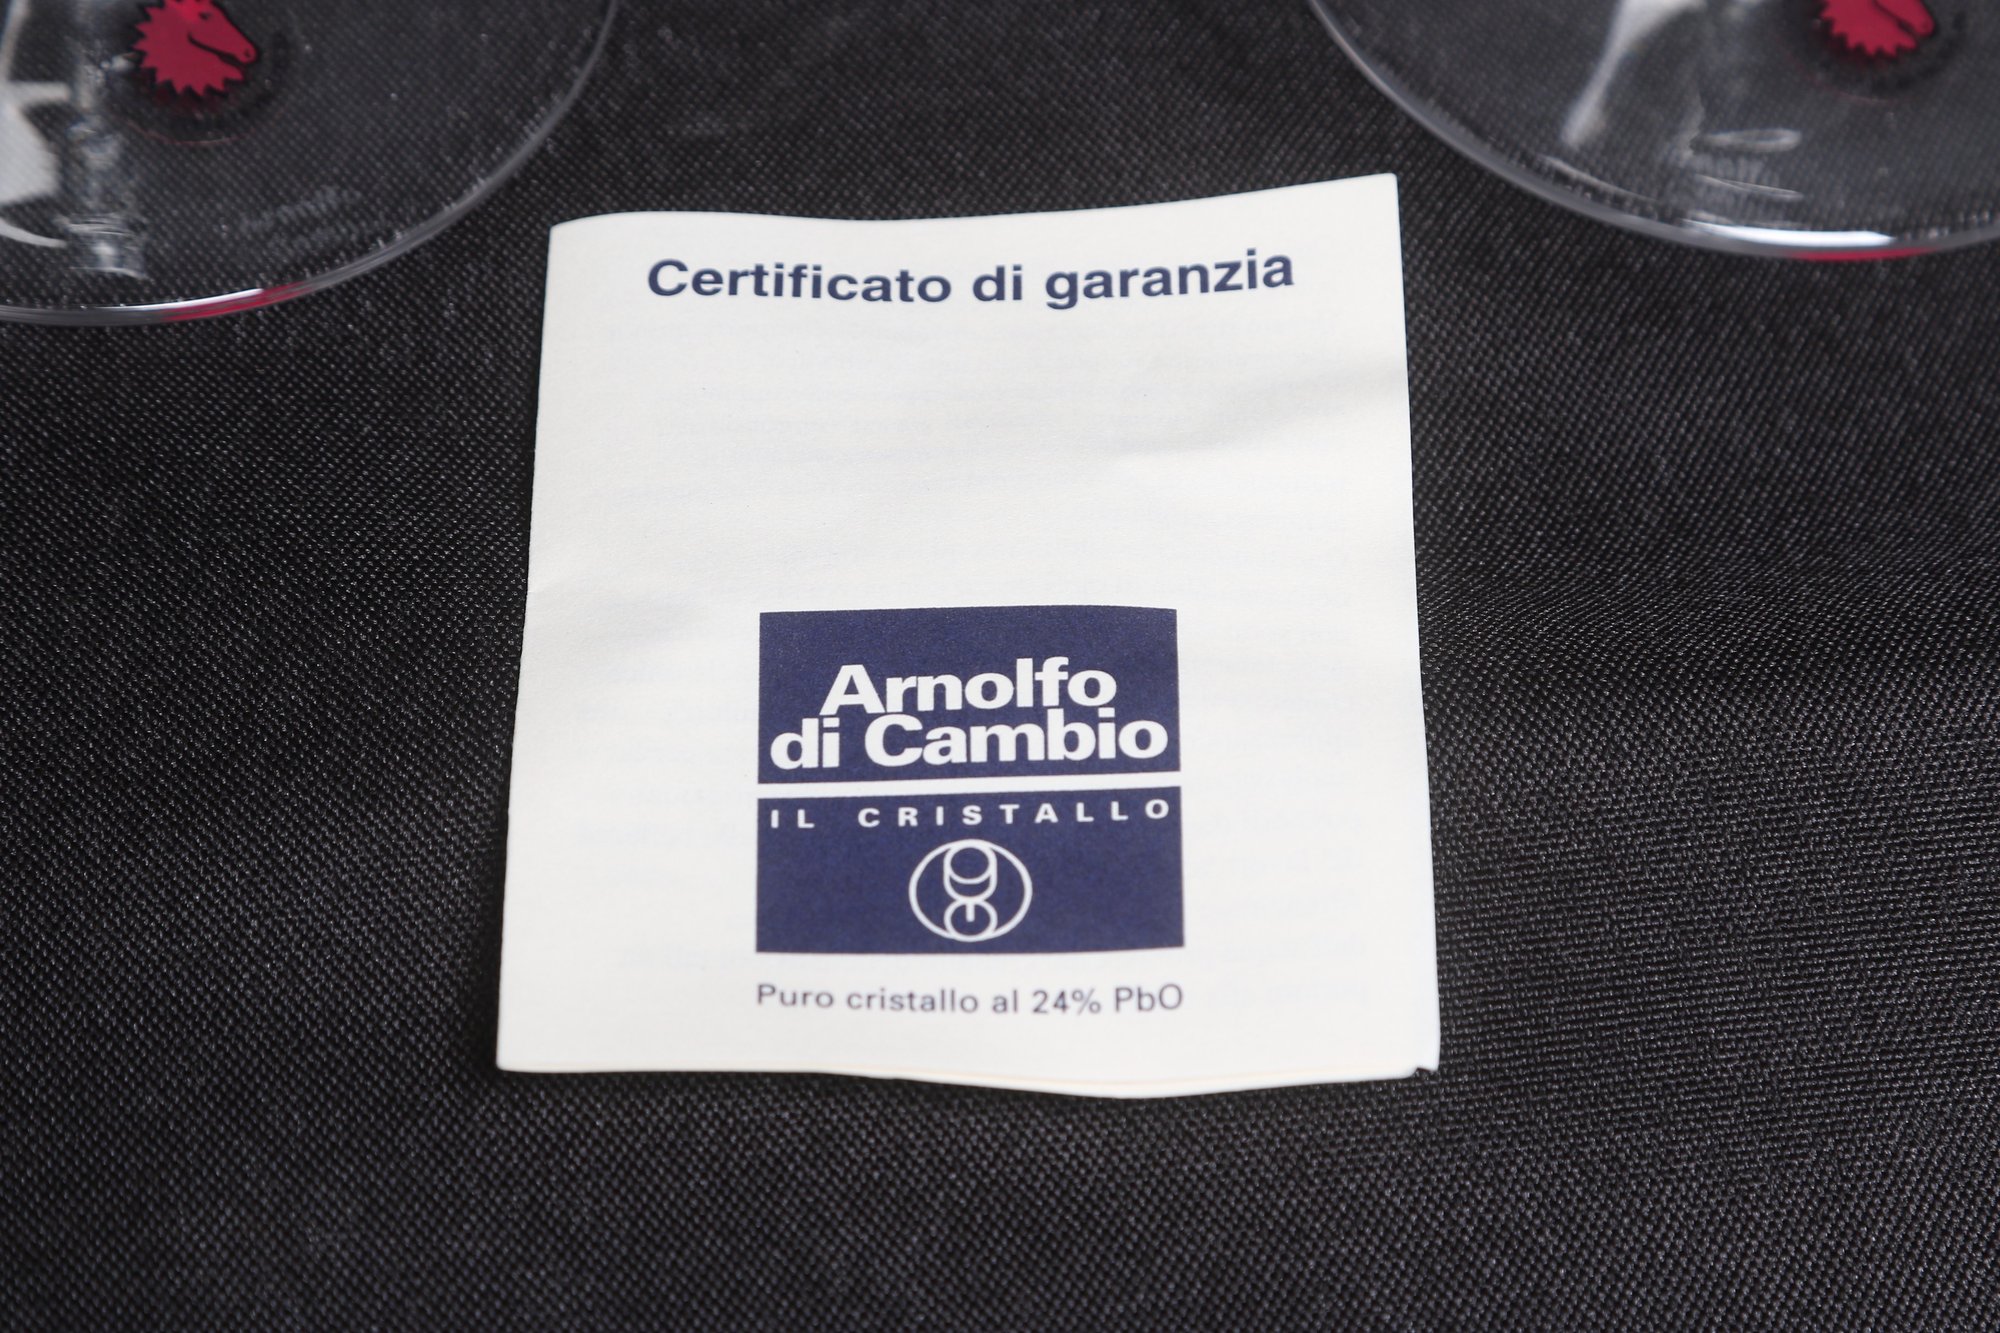 Certificato di garanzia
Arnolfo
di Cambio
IL CRISTALLO
Puro cristallo al 24% PbO